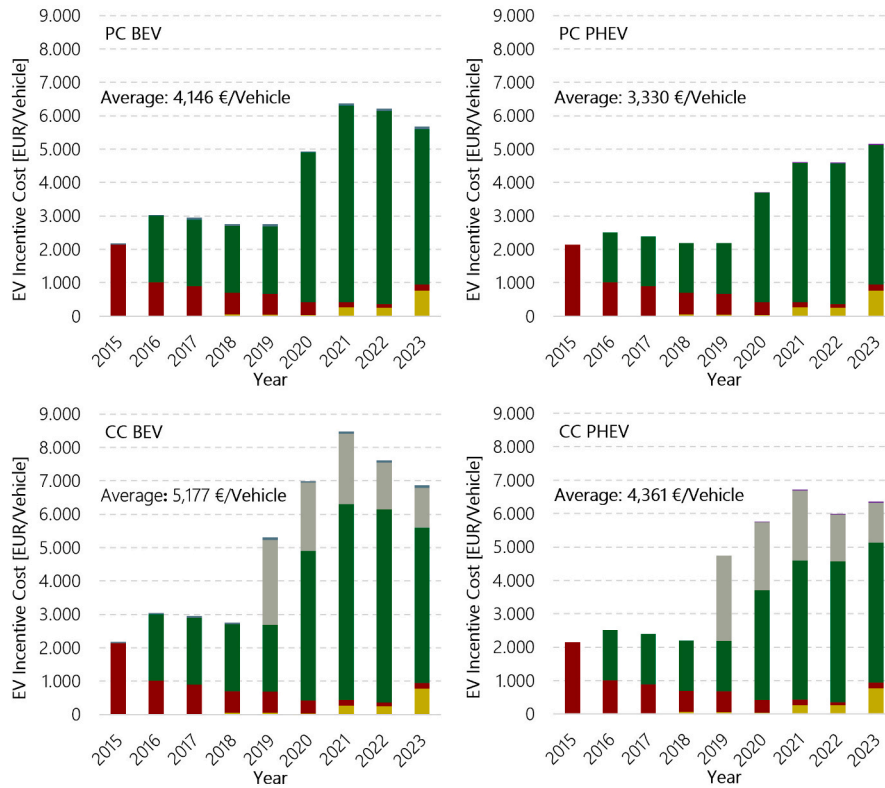 PC BEV
Average: 4,146 €/Vehicle
EV Incentive Cost [EUR/Vehicle]
9.000
8.000
7.000
6.000
5.000
4.000
3.000
2.000
1.000
0
2015 2016 2017 2018 2019 2020 2021 2022 2023
Year
PC PHEV
Average: 3,330 €/Vehicle
EV Incentive Cost [EUR/Vehicle]
9.000
8.000
7.000
6.000
5.000
4.000
3.000
2.000
1.000
0
2015 2016 2017 2018 2019 2020 2021 2022 2023
Year
CC BEV
Average: 5,177 €/Vehicle
EV Incentive Cost [EUR/Vehicle]
9.000
8.000
7.000
6.000
5.000
4.000
3.000
2.000
1.000
0
2015 2016 2017 2018 2019 2020 2021 2022 2023
Year
CC PHEV
Average: 4,361 €/Vehicle
EV Incentive Cost [EUR/Vehicle]
9.000
8.000
7.000
6.000
5.000
4.000
3.000
2.000
1.000
0
2015 2016 2017 2018 2019 2020 2021 2022 2023
Year